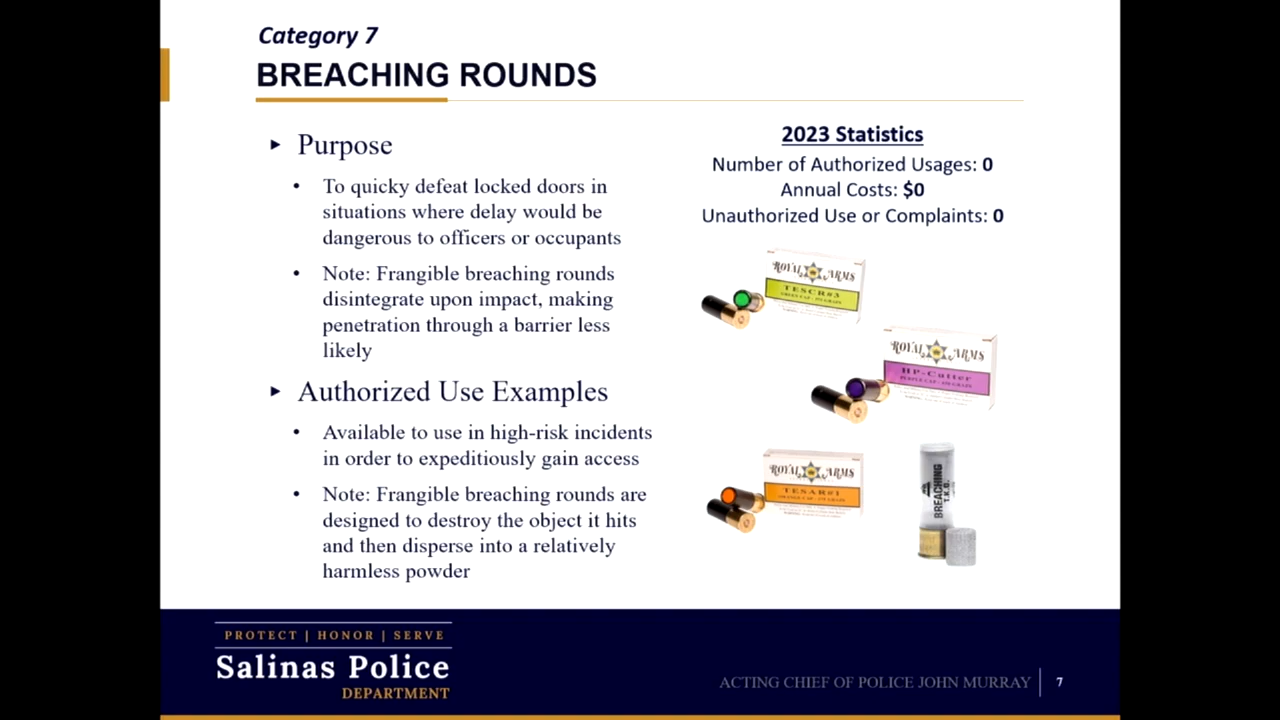 Category 7
BREACHING ROUNDS
Purpose
To quicky defeat locked doors in
situations where delay would be
dangerous to officers or occupants
Note: Frangible breaching rounds
disintegrate upon impact, making
penetration through a barrier less
likely
Authorized Use Examples
Available to use in high-risk incidents
in order to expeditiously gain access
Note: Frangible breaching rounds are
designed to destroy the object it hits
and then disperse into a relatively
harmless powder
2023 Statistics
Number of Authorized Usages: 0
Annual Costs: $0
Unauthorized Use or Complaints: 0
ROYAL ARMS
TESCR#3
ROYAL ARMS
HP-Cutter
ROYAL ARMS
TESAR#1
BREACHING
T.K.O.
PROTECT | HONOR | SERVE
Salinas Police
DEPARTMENT
ACTING CHIEF OF POLICE JOHN MURRAY
7